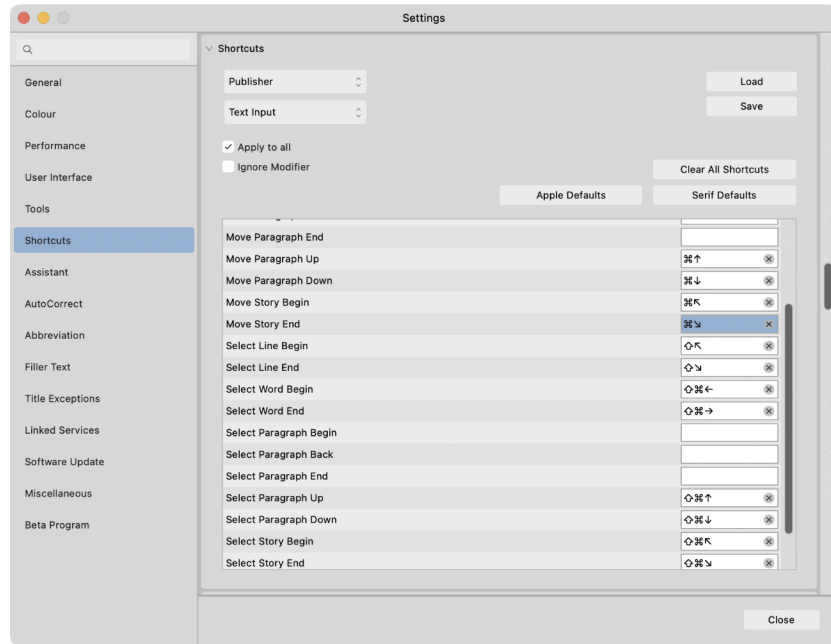 Settings
General
Colour
Performance
User Interface
Tools
Shortcuts
Assistant
AutoCorrect
Abbreviation
Filler Text
Title Exceptions
Linked Services
Software Update
Miscellaneous
Beta Program
Shortcuts
Publisher
Load
Text Input
Save
Apply to all
Ignore Modifier
Clear All Shortcuts
Apple Defaults Serif Defaults
Move Paragraph End
Move Paragraph Up ⌘↑
Move Paragraph Down ⌘↓
Move Story Begin ⌘↖
Move Story End ⌘↘
Select Line Begin ⇧↖
Select Line End ⇧↘
Select Word Begin ⇧⌘←
Select Word End ⇧⌘→
Select Paragraph Begin
Select Paragraph Back
Select Paragraph End
Select Paragraph Up ⇧⌘↑
Select Paragraph Down ⇧⌘↓
Select Story Begin ⇧⌘↖
Select Story End ⇧⌘↘
Close